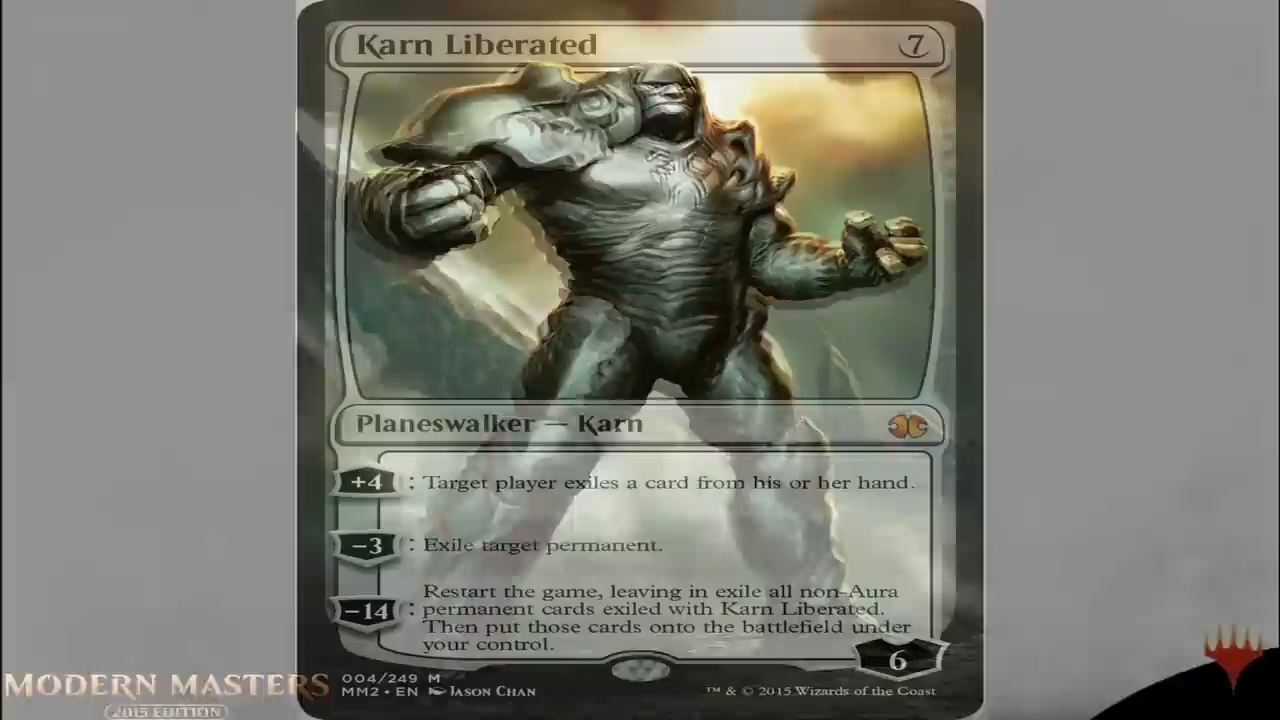 Karn Liberated 7
Planeswalker — Karn
+4 : Target player exiles a card from his or her hand.
−3 : Exile target permanent.
Restart the game, leaving in exile all non-Aura
−14 : permanent cards exiled with Karn Liberated.
Then put those cards onto the battlefield under
your control.
6
004/249 M
MM2 • EN Jason Chan
™ & © 2015 Wizards of the Coast
MODERN MASTERS
2015 EDITION